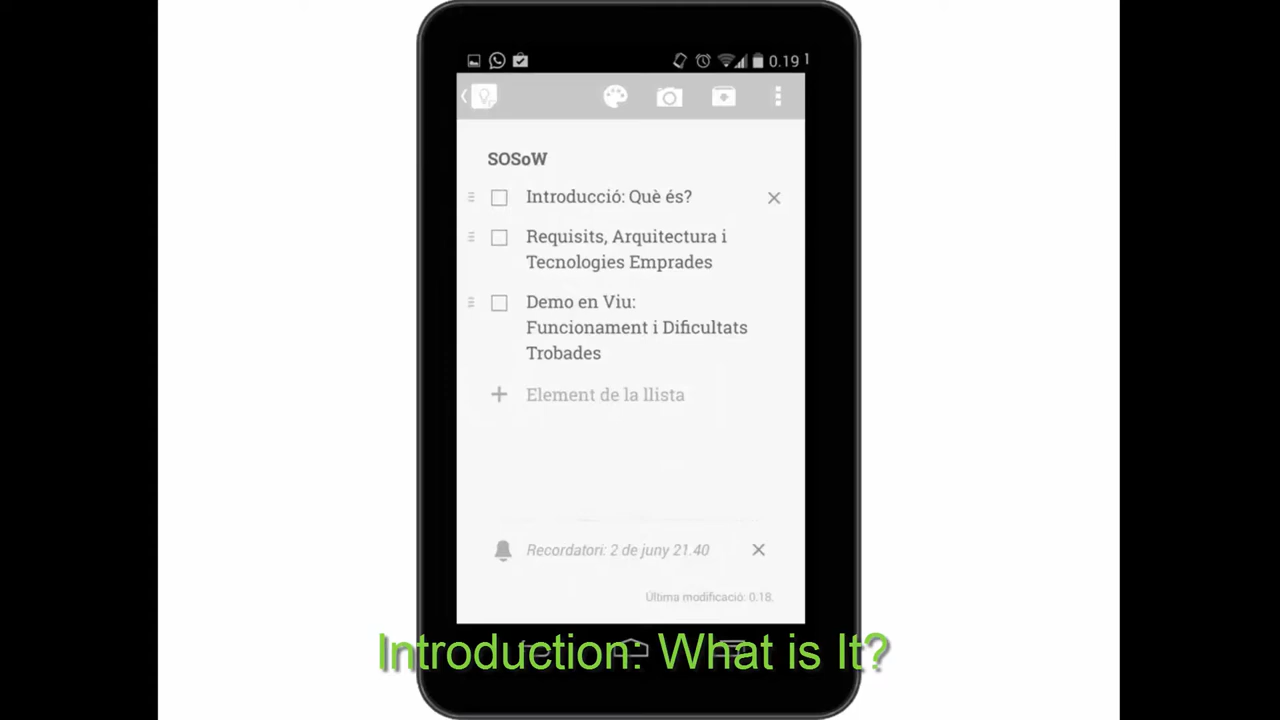 0.19
SOSoW
Introducció: Què és?
Requisits, Arquitectura i
Tecnologies Emprades
Demo en Viu:
Funcionament i Dificultats
Trobades
Element de la llista
Recordatori: 2 de juny 21.40
Última modificació: 0.18.
Introduction: What is It?